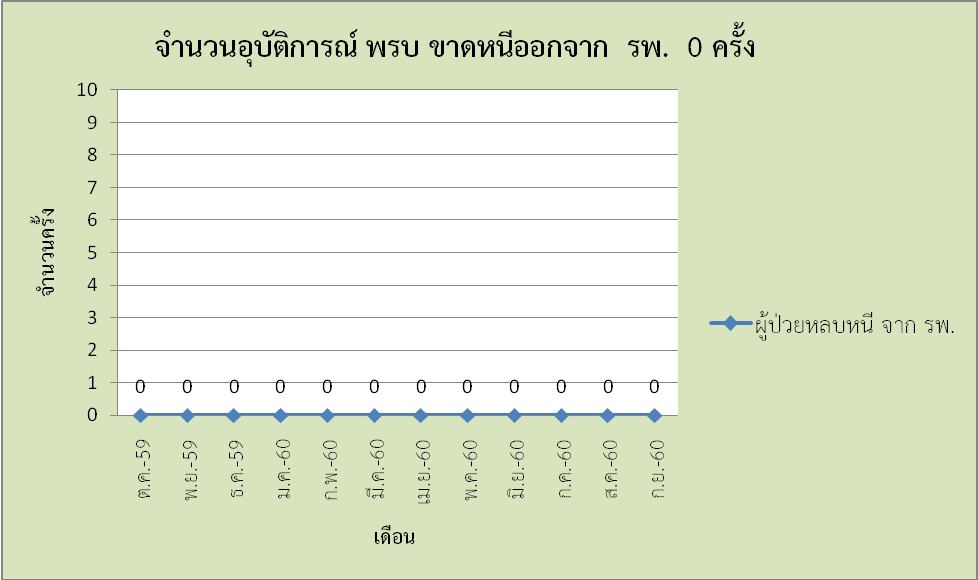 จำนวนอุบัติการณ์ พรบ ขาดหนีออกจาก รพ. 0 ครั้ง
จำนวนครั้ง
10
9
8
7
6
5
4
3
2
1
0
0 0 0 0 0 0 0 0 0 0 0 0
ต.ค.-59 พ.ย.-59 ธ.ค.-59 ม.ค.-60 ก.พ.-60 มี.ค.-60 เม.ย.-60 พ.ค.-60 มิ.ย.-60 ก.ค.-60 ส.ค.-60 ก.ย.-60
เดือน
ผู้ป่วยหลบหนี จาก รพ.